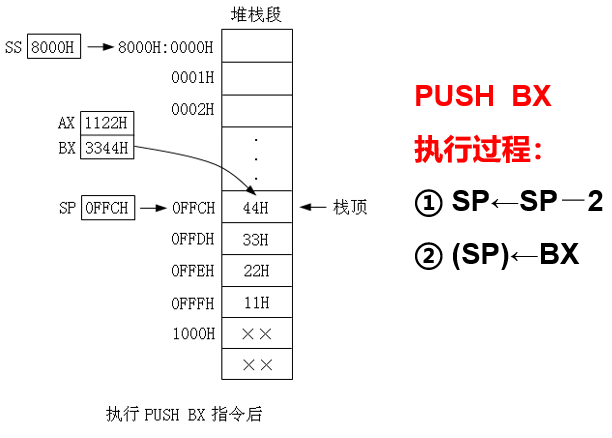 堆栈段
SS 8000H 8000H:0000H
0001H
0002H
AX 1122H
BX 3344H
SP 0FFCH 0FFCH 44H 栈顶
0FFDH 33H
0FFEH 22H
0FFFH 11H
1000H ××
××
执行 PUSH BX 指令后
PUSH BX
执行过程：
① SP←SP－2
② (SP)←BX